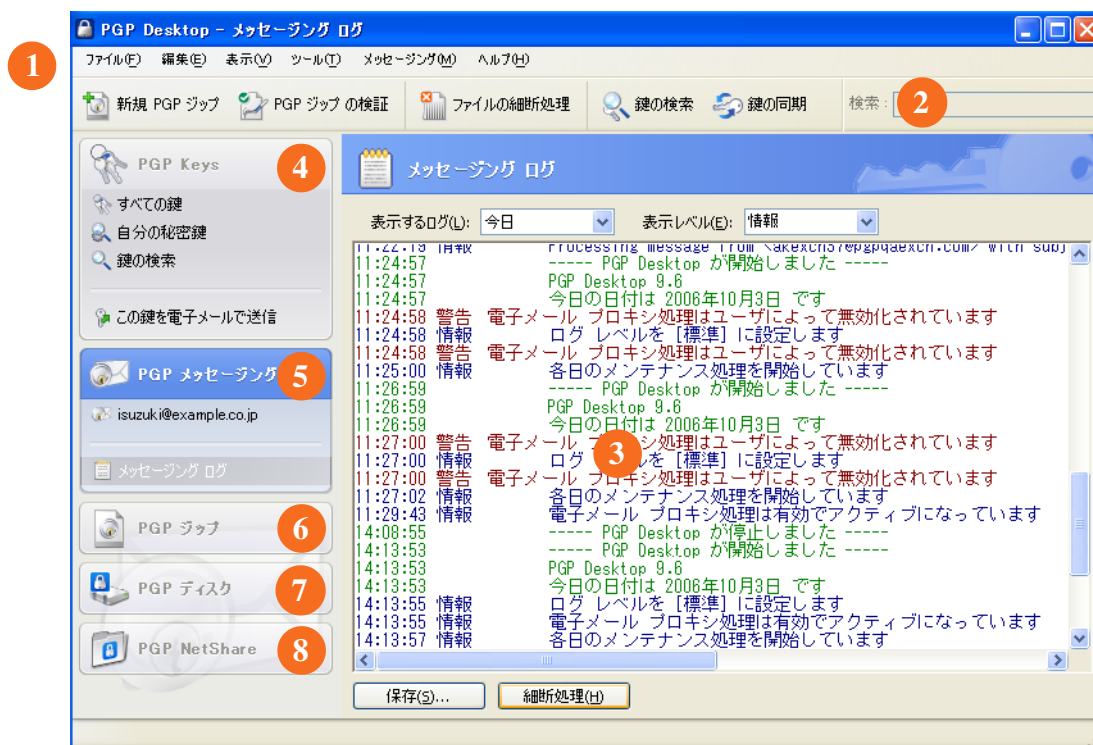 PGP Desktop - メッセージング ログ
1
ファイル(F) 編集(E) 表示(V) ツール(T) メッセージング(M) ヘルプ(H)
新規 PGP ジップ PGP ジップ の検証 ファイルの細断処理 鍵の検索 鍵の同期 検索 : 2
PGP Keys 4
すべての鍵
自分の秘密鍵
鍵の検索
この鍵を電子メールで送信
PGP メッセージング 5
isuzuki@example.co.jp
メッセージング ログ
PGP ジップ 6
PGP ディスク 7
PGP NetShare 8
メッセージング ログ
表示するログ(L): 今日 表示レベル(E): 情報
11:22:19 情報 Processing message from <akexch37@pgpqaexch.com> with subj
11:24:57 ----- PGP Desktop が開始しました -----
11:24:57 PGP Desktop 9.6
11:24:57 今日の日付は 2006年10月3日 です
11:24:58 警告 電子メール プロキシ処理はユーザによって無効化されています
11:24:58 情報 ログ レベルを [標準] に設定します
11:24:58 警告 電子メール プロキシ処理はユーザによって無効化されています
11:25:00 情報 各日のメンテナンス処理を開始しています
11:26:59 ----- PGP Desktop が開始しました -----
11:26:59 PGP Desktop 9.6
11:26:59 今日の日付は 2006年10月3日 です
11:27:00 警告 電子メール プロキシ処理はユーザによって無効化されています
11:27:00 情報 ログ レベルを [標準] に設定します
3
11:27:00 警告 電子メール プロキシ処理はユーザによって無効化されています
11:27:02 情報 各日のメンテナンス処理を開始しています
11:29:43 情報 電子メール プロキシ処理は有効でアクティブになっています
14:08:55 ----- PGP Desktop が停止しました -----
14:13:53 ----- PGP Desktop が開始しました -----
14:13:53 PGP Desktop 9.6
14:13:53 今日の日付は 2006年10月3日 です
14:13:55 情報 ログ レベルを [標準] に設定します
14:13:55 情報 電子メール プロキシ処理は有効でアクティブになっています
14:13:57 情報 各日のメンテナンス処理を開始しています
保存(S)... 細断処理(H)